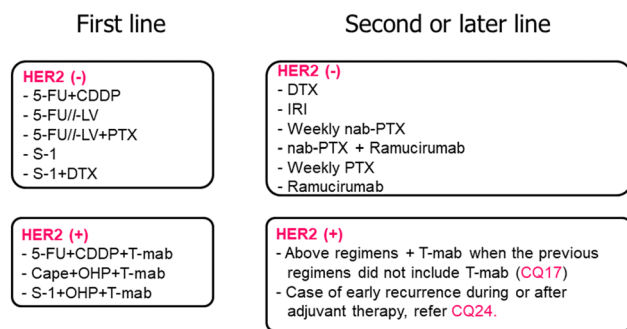 First line
Second or later line
HER2 (-)
- 5-FU+CDDP
- 5-FU/l-LV
- 5-FU/l-LV+PTX
- S-1
- S-1+DTX
HER2 (-)
- DTX
- IRI
- Weekly nab-PTX
- nab-PTX + Ramucirumab
- Weekly PTX
- Ramucirumab
HER2 (+)
- 5-FU+CDDP+T-mab
- Cape+OHP+T-mab
- S-1+OHP+T-mab
HER2 (+)
- Above regimens + T-mab when the previous
regimens did not include T-mab (CQ17)
- Case of early recurrence during or after
adjuvant therapy, refer CQ24.